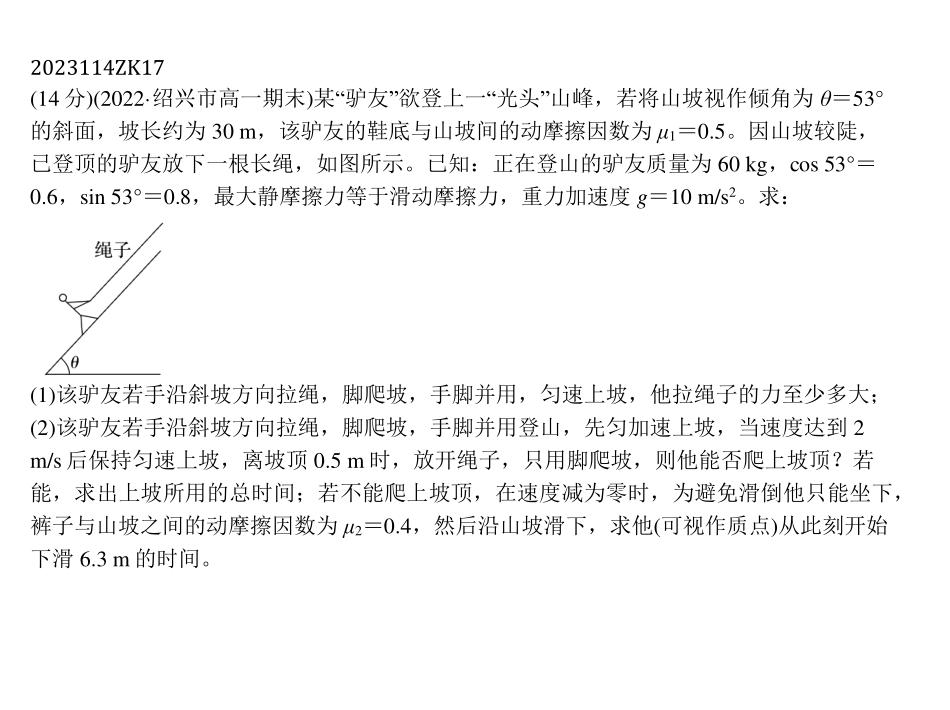 2023114ZK17
(14 分)(2022·绍兴市高一期末)某“驴友”欲登上一“光头”山峰，若将山坡视作倾角为 θ＝53°
的斜面，坡长约为 30 m，该驴友的鞋底与山坡间的动摩擦因数为 μ₁＝0.5。因山坡较陡，
已登顶的驴友放下一根长绳，如图所示。已知：正在登山的驴友质量为 60 kg，cos 53°＝
0.6，sin 53°＝0.8，最大静摩擦力等于滑动摩擦力，重力加速度 g＝10 m/s²。求：
绳子
θ
(1)该驴友若手沿斜坡方向拉绳，脚爬坡，手脚并用，匀速上坡，他拉绳子的力至少多大；
(2)该驴友若手沿斜坡方向拉绳，脚爬坡，手脚并用登山，先匀加速上坡，当速度达到 2
m/s 后保持匀速上坡，离坡顶 0.5 m 时，放开绳子，只用脚爬坡，则他能否爬上坡顶？若
能，求出上坡所用的总时间；若不能爬上坡顶，在速度减为零时，为避免滑倒他只能坐下，
裤子与山坡之间的动摩擦因数为 μ₂＝0.4，然后沿山坡滑下，求他(可视作质点)从此刻开始
下滑 6.3 m 的时间。